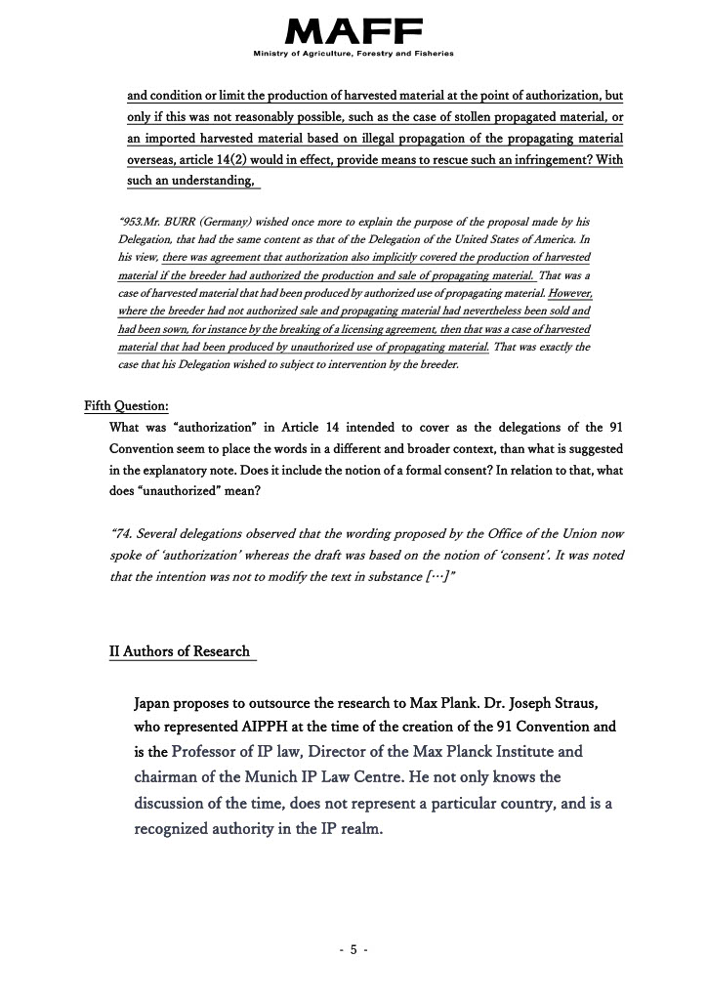 MAFF
Ministry of Agriculture, Forestry and Fisheries
and condition or limit the production of harvested material at the point of authorization, but
only if this was not reasonably possible, such as the case of stollen propagated material, or
an imported harvested material based on illegal propagation of the propagating material
overseas, article 14(2) would in effect, provide means to rescue such an infringement? With
such an understanding,
“953.Mr. BURR (Germany) wished once more to explain the purpose of the proposal made by his
Delegation, that had the same content as that of the Delegation of the United States of America. In
his view, there was agreement that authorization also implicitly covered the production of harvested
material if the breeder had authorized the production and sale of propagating material. That was a
case of harvested material that had been produced by authorized use of propagating material. However,
where the breeder had not authorized sale and propagating material had nevertheless been sold and
had been sown, for instance by the breaking of a licensing agreement, then that was a case of harvested
material that had been produced by unauthorized use of propagating material. That was exactly the
case that his Delegation wished to subject to intervention by the breeder.
Fifth Question:
What was “authorization” in Article 14 intended to cover as the delegations of the 91
Convention seem to place the words in a different and broader context, than what is suggested
in the explanatory note. Does it include the notion of a formal consent? In relation to that, what
does “unauthorized” mean?
“74. Several delegations observed that the wording proposed by the Office of the Union now
spoke of ‘authorization’ whereas the draft was based on the notion of ‘consent’. It was noted
that the intention was not to modify the text in substance […]”
II Authors of Research
Japan proposes to outsource the research to Max Plank. Dr. Joseph Straus,
who represented AIPPH at the time of the creation of the 91 Convention and
is the Professor of IP law, Director of the Max Planck Institute and
chairman of the Munich IP Law Centre. He not only knows the
discussion of the time, does not represent a particular country, and is a
recognized authority in the IP realm.
- 5 -